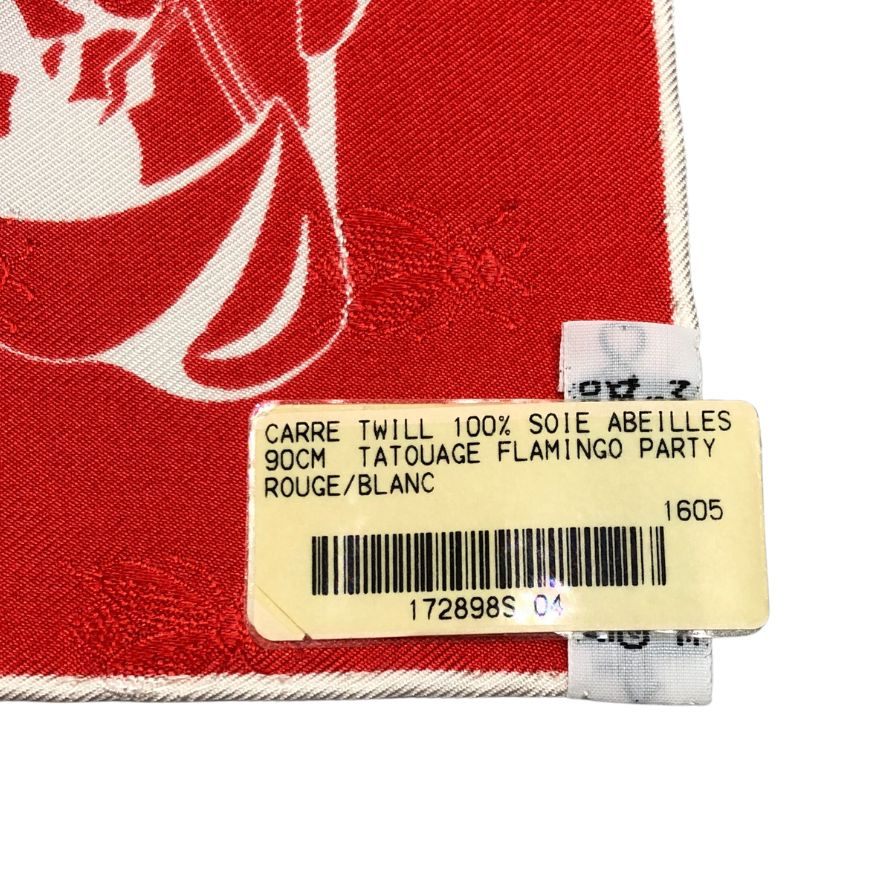 CARRE TWILL 100% SOIE ABEILLES
90CM TATOUAGE FLAMINGO PARTY
ROUGE/BLANC
1605
172898S 04